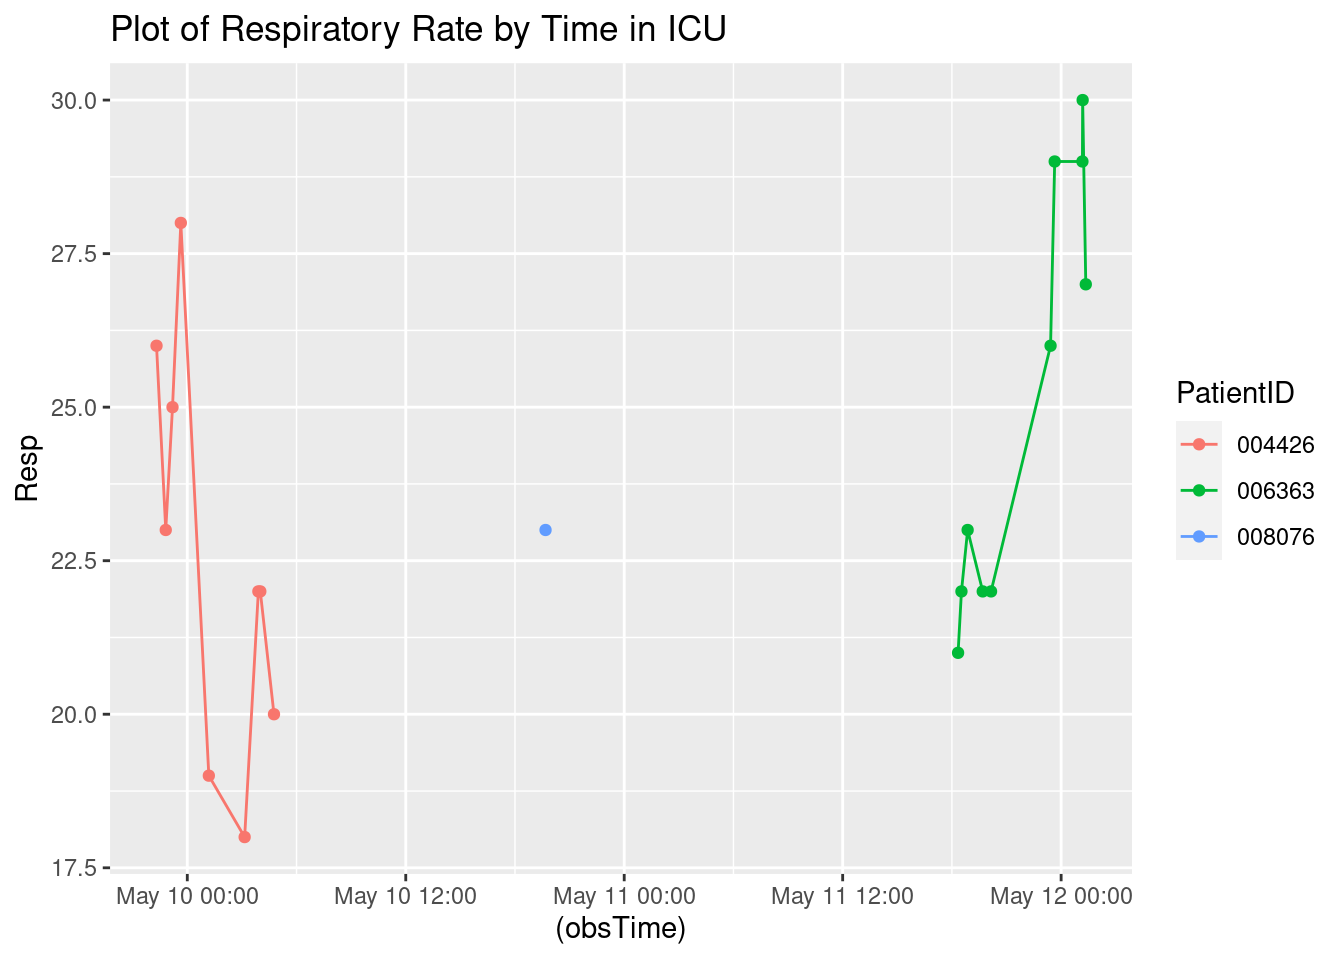 Plot of Respiratory Rate by Time in ICU
30.0
27.5
25.0
22.5
20.0
17.5
Resp
May 10 00:00 May 10 12:00 May 11 00:00 May 11 12:00 May 12 00:00
(obsTime)
PatientID
004426
006363
008076